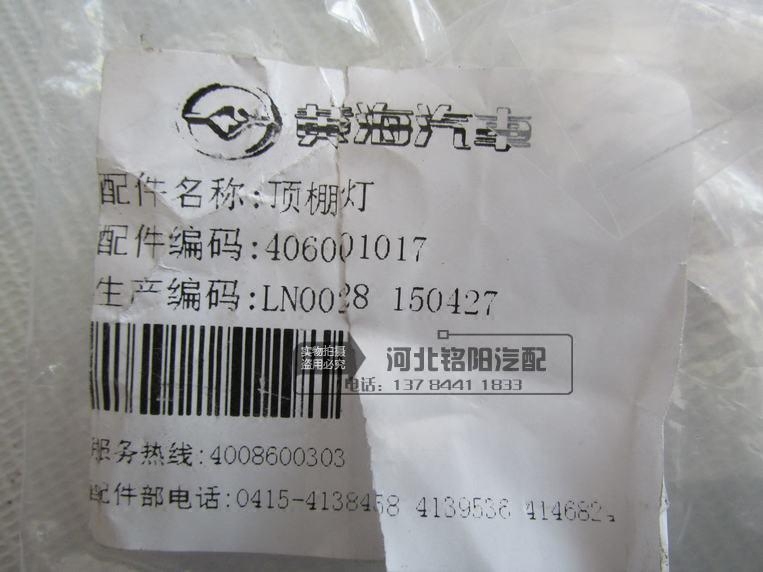 黄海汽车
配件名称:顶棚灯
配件编码:406001017
生产编码:LN0028 150427
实物拍摄
盗用必究
河北铭阳汽配
电话: 137 8441 1833
服务热线:4008600303
配件部电话:0415-4138458 4139536 414682